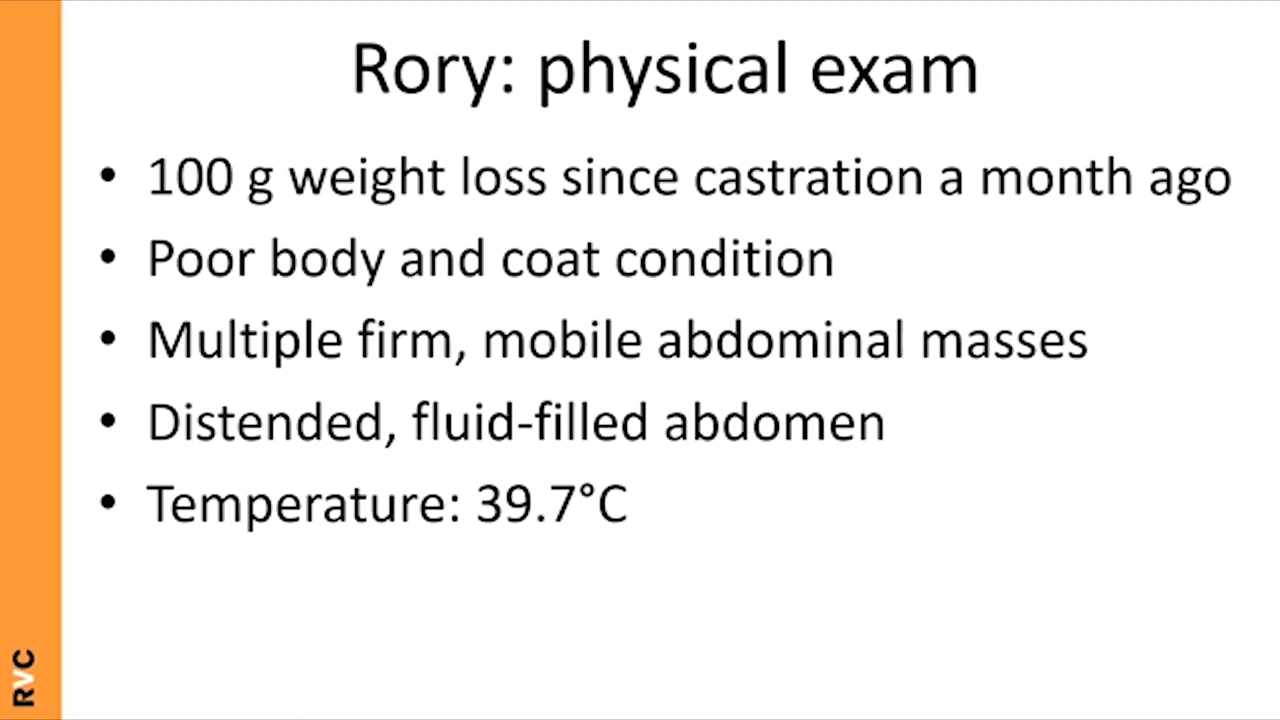 Rory: physical exam
• 100 g weight loss since castration a month ago
• Poor body and coat condition
• Multiple firm, mobile abdominal masses
• Distended, fluid-filled abdomen
• Temperature: 39.7°C
RVC